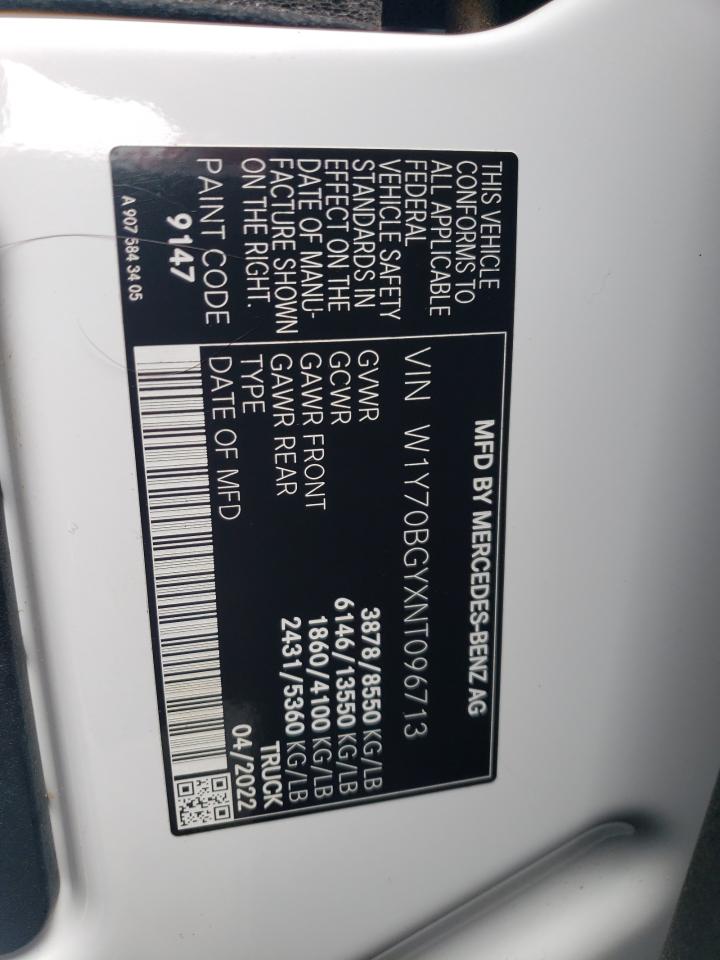 MFD BY MERCEDES-BENZ AG
THIS VEHICLE
CONFORMS TO
ALL APPLICABLE
FEDERAL
VEHICLE SAFETY
STANDARDS IN
EFFECT ON THE
DATE OF MANU-
FACTURE SHOWN
ON THE RIGHT.
PAINT CODE
9147
A 907 584 34 05
VIN W1Y70BGYXNT096713
GVWR 3878/8550 KG/LB
GCWR 6146/13550 KG/LB
GAWR FRONT 1860/4100 KG/LB
GAWR REAR 2431/5360 KG/LB
TYPE TRUCK
DATE OF MFD 04/2022